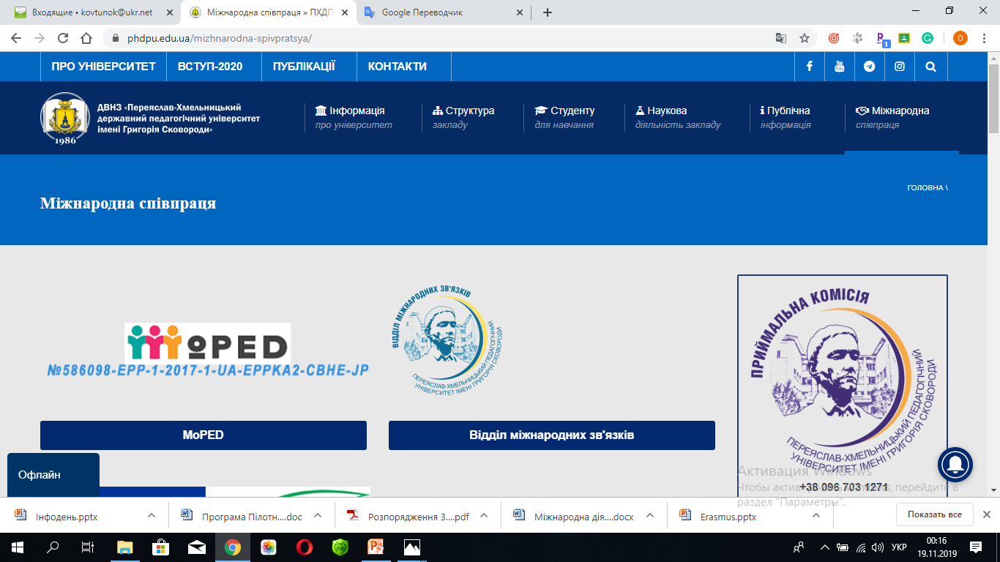 Входящие • kovtunok@ukr.net
Міжнародна співпраця » ПХДП
Google Переводчик
phdpu.edu.ua/mizhnarodna-spivpratsya/
ПРО УНІВЕРСИТЕТ
ВСТУП-2020
ПУБЛІКАЦІЇ
КОНТАКТИ
ДВНЗ «Переяслав-Хмельницький
державний педагогічний університет
імені Григорія Сковороди»
1986
Інформація
про університет
Структура
закладу
Студенту
для навчання
Наукова
діяльність закладу
Публічна
інформація
Міжнародна
співпраця
Міжнародна співпраця
ГОЛОВНА \
MOPED
№586098-EPP-1-2017-1-UA-EPPKA2-CBHE-JP
MoPED
ВІДДІЛ МІЖНАРОДНИХ ЗВ'ЯЗКІВ
ПЕРЕЯСЛАВ-ХМЕЛЬНИЦЬКИЙ ПЕДАГОГІЧНИЙ
УНІВЕРСИТЕТ ІМЕНІ ГРИГОРІЯ СКОВОРОДИ
Відділ міжнародних зв'язків
ПРИЙМАЛЬНА КОМІСІЯ
ПЕРЕЯСЛАВ-ХМЕЛЬНИЦЬКИЙ ПЕДАГОГІЧНИЙ
УНІВЕРСИТЕТ ІМЕНІ ГРИГОРІЯ СКОВОРОДИ
+38 096 703 1271
Активация Windows
Чтобы активировать Windows, перейдите в
раздел "Параметры".
Офлайн
Інфодень.pptx
Програма Пілотн....doc
Розпорядження З....pdf
Міжнародна дія....docx
Erasmus.pptx
Показать все
УКР
00:16
19.11.2019